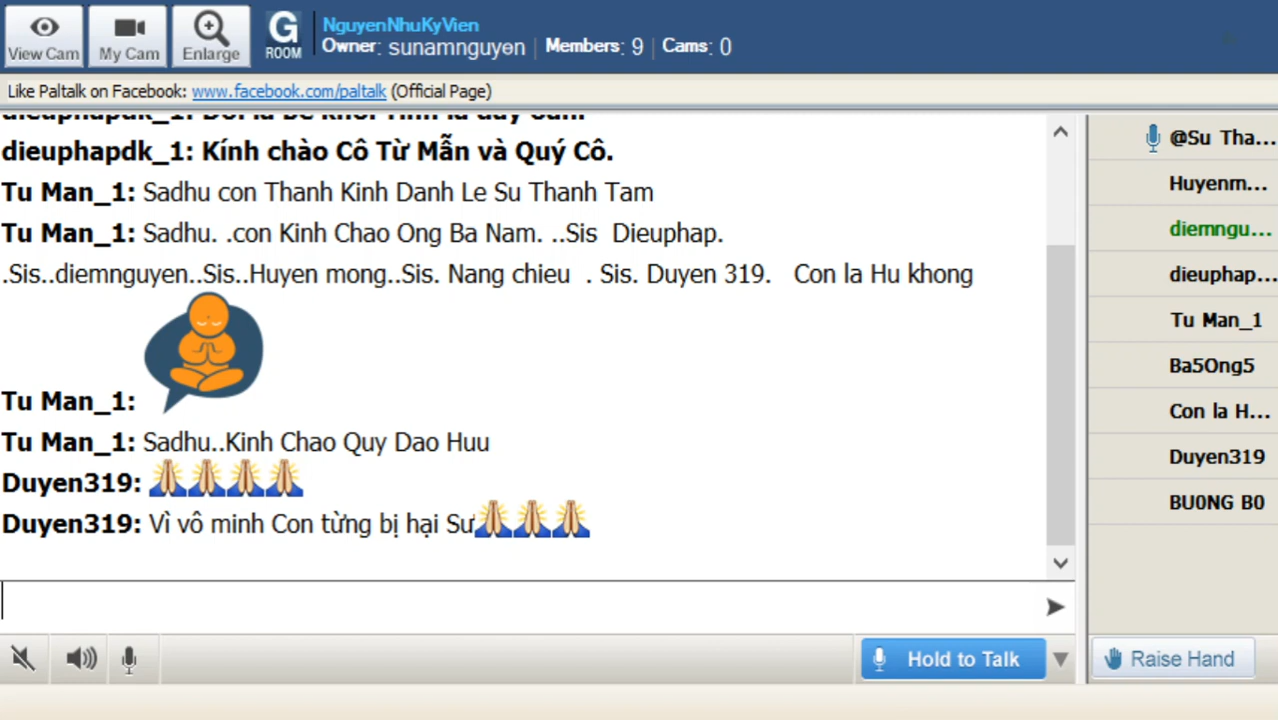 View Cam
My Cam
Enlarge
G
ROOM
NguyenNhuKyVien
Owner: sunamnguyen | Members: 9 | Cams: 0
Like Paltalk on Facebook: www.facebook.com/paltalk (Official Page)
dieuphapdk_1:
dieuphapdk_1: Kính chào Cô Từ Mẫn và Quý Cô.
Tu Man_1: Sadhu con Thanh Kinh Danh Le Su Thanh Tam
Tu Man_1: Sadhu. .con Kinh Chao Ong Ba Nam. ..Sis Dieuphap.
.Sis..diemnguyen..Sis..Huyen mong..Sis. Nang chieu . Sis. Duyen 319. Con la Hu khong
Tu Man_1:
Tu Man_1: Sadhu..Kinh Chao Quy Dao Huu
Duyen319: 🙏🙏🙏🙏
Duyen319: Vì vô minh Con từng bị hại Sư🙏🙏🙏
@Su Tha...
Huyenm...
diemngu...
dieuphap...
Tu Man_1
Ba5Ong5
Con la H...
Duyen319
BU0NG B0
Hold to Talk
Raise Hand